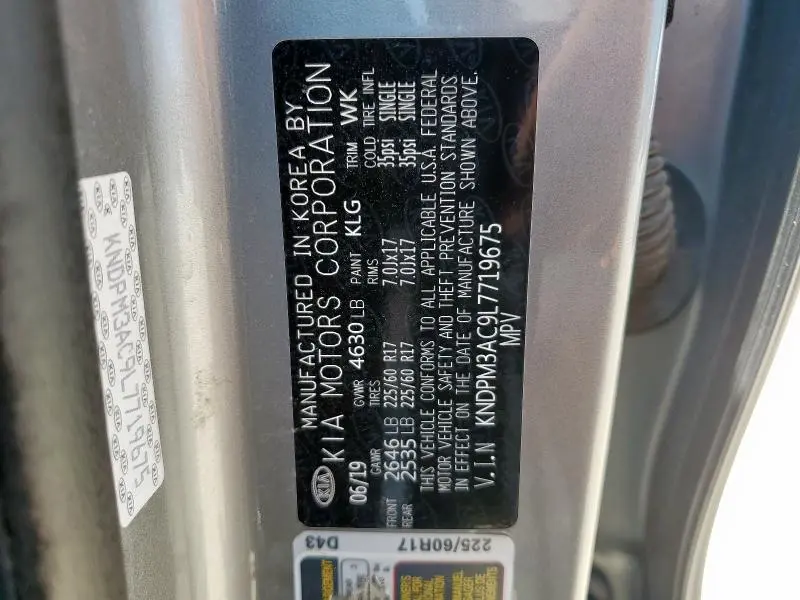 KIA MANUFACTURED IN KOREA BY
KIA MOTORS CORPORATION
06/19 GVWR 4630 LB PAINT KLG TRIM WK
GAWR TIRES RIMS COLD TIRE INFL
FRONT 2646 LB 225/60 R17 7.0Jx17 35psi SINGLE
REAR 2535 LB 225/60 R17 7.0Jx17 35psi SINGLE
THIS VEHICLE CONFORMS TO ALL APPLICABLE U.S.A. FEDERAL
MOTOR VEHICLE SAFETY AND THEFT PREVENTION STANDARDS
IN EFFECT ON THE DATE OF MANUFACTURE SHOWN ABOVE.
V.I.N KNDPM3AC9L7719675
MPV
KNDPM3AC9L7719675
225/60R17
D43